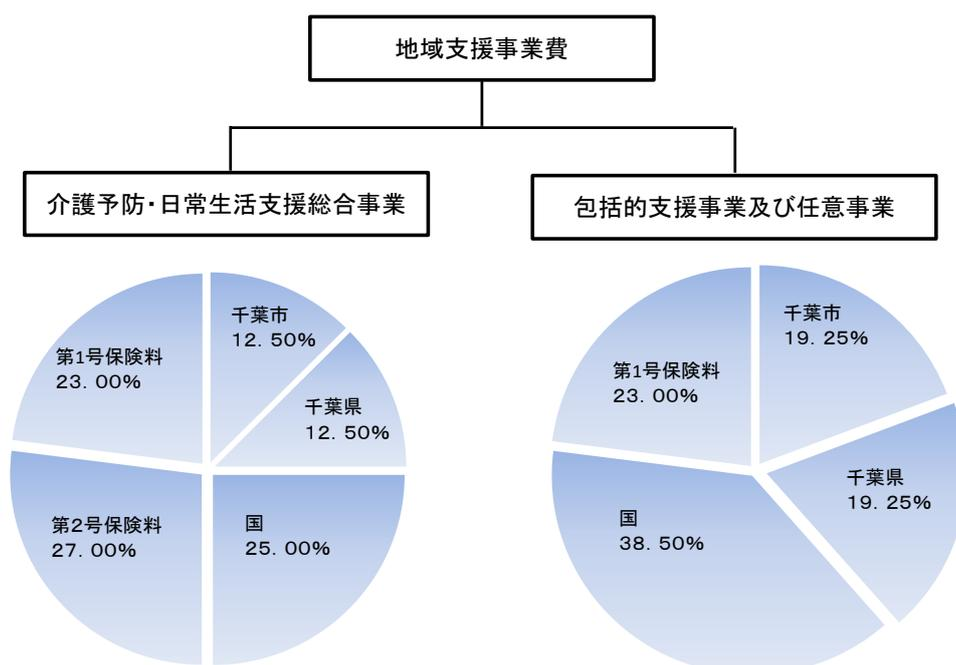 地域支援事業費
介護予防・日常生活支援総合事業
包括的支援事業及び任意事業
千葉市
12. 50%
千葉県
12. 50%
国
25. 00%
第2号保険料
27. 00%
第1号保険料
23. 00%
千葉市
19. 25%
千葉県
19. 25%
国
38. 50%
第1号保険料
23. 00%